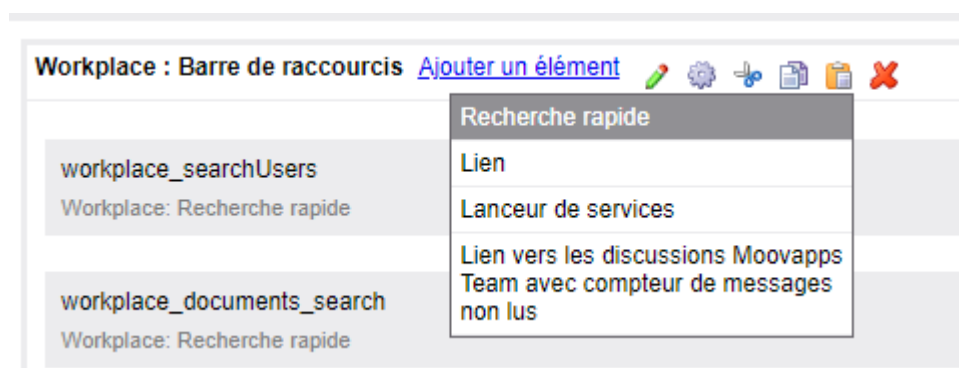 Workplace : Barre de raccourcis Ajouter un élément
Recherche rapide
workplace_searchUsers
Lien
Workplace: Recherche rapide
Lanceur de services
Lien vers les discussions Moovapps
Team avec compteur de messages
non lus
workplace_documents_search
Workplace: Recherche rapide